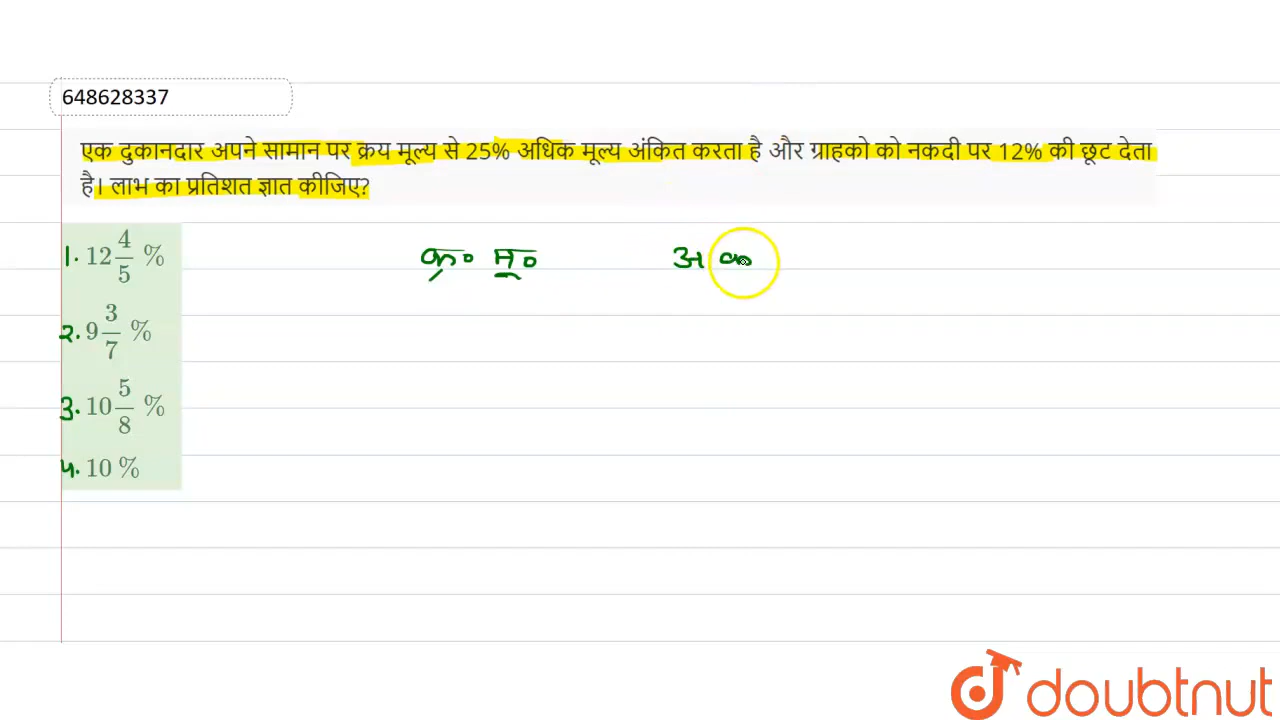 648628337
एक दुकानदार अपने सामान पर क्रय मूल्य से 25% अधिक मूल्य अंकित करता है और ग्राहको को नकदी पर 12% की छूट देता
है। लाभ का प्रतिशत ज्ञात कीजिए?
1. 12 4/5 %
क्र० मू० अ क
2. 9 3/7 %
3. 10 5/8 %
4. 10 %
doubtnut